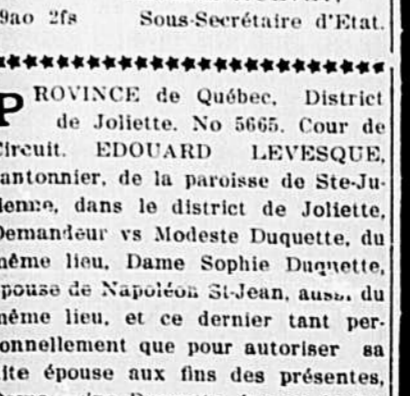 9ao 2fs Sous-Secrétaire d'Etat.
PROVINCE de Québec, District
de Joliette. No 5665. Cour de
Circuit. EDOUARD LEVESQUE,
antonnier, de la paroisse de Ste-Ju-
lienne, dans le district de Joliette,
Demandeur vs Modeste Duquette, du
même lieu, Dame Sophie Duquette,
épouse de Napoléon St-Jean, aussi, du
même lieu, et ce dernier tant per-
onnellement que pour autoriser sa
ite épouse aux fins des présentes,